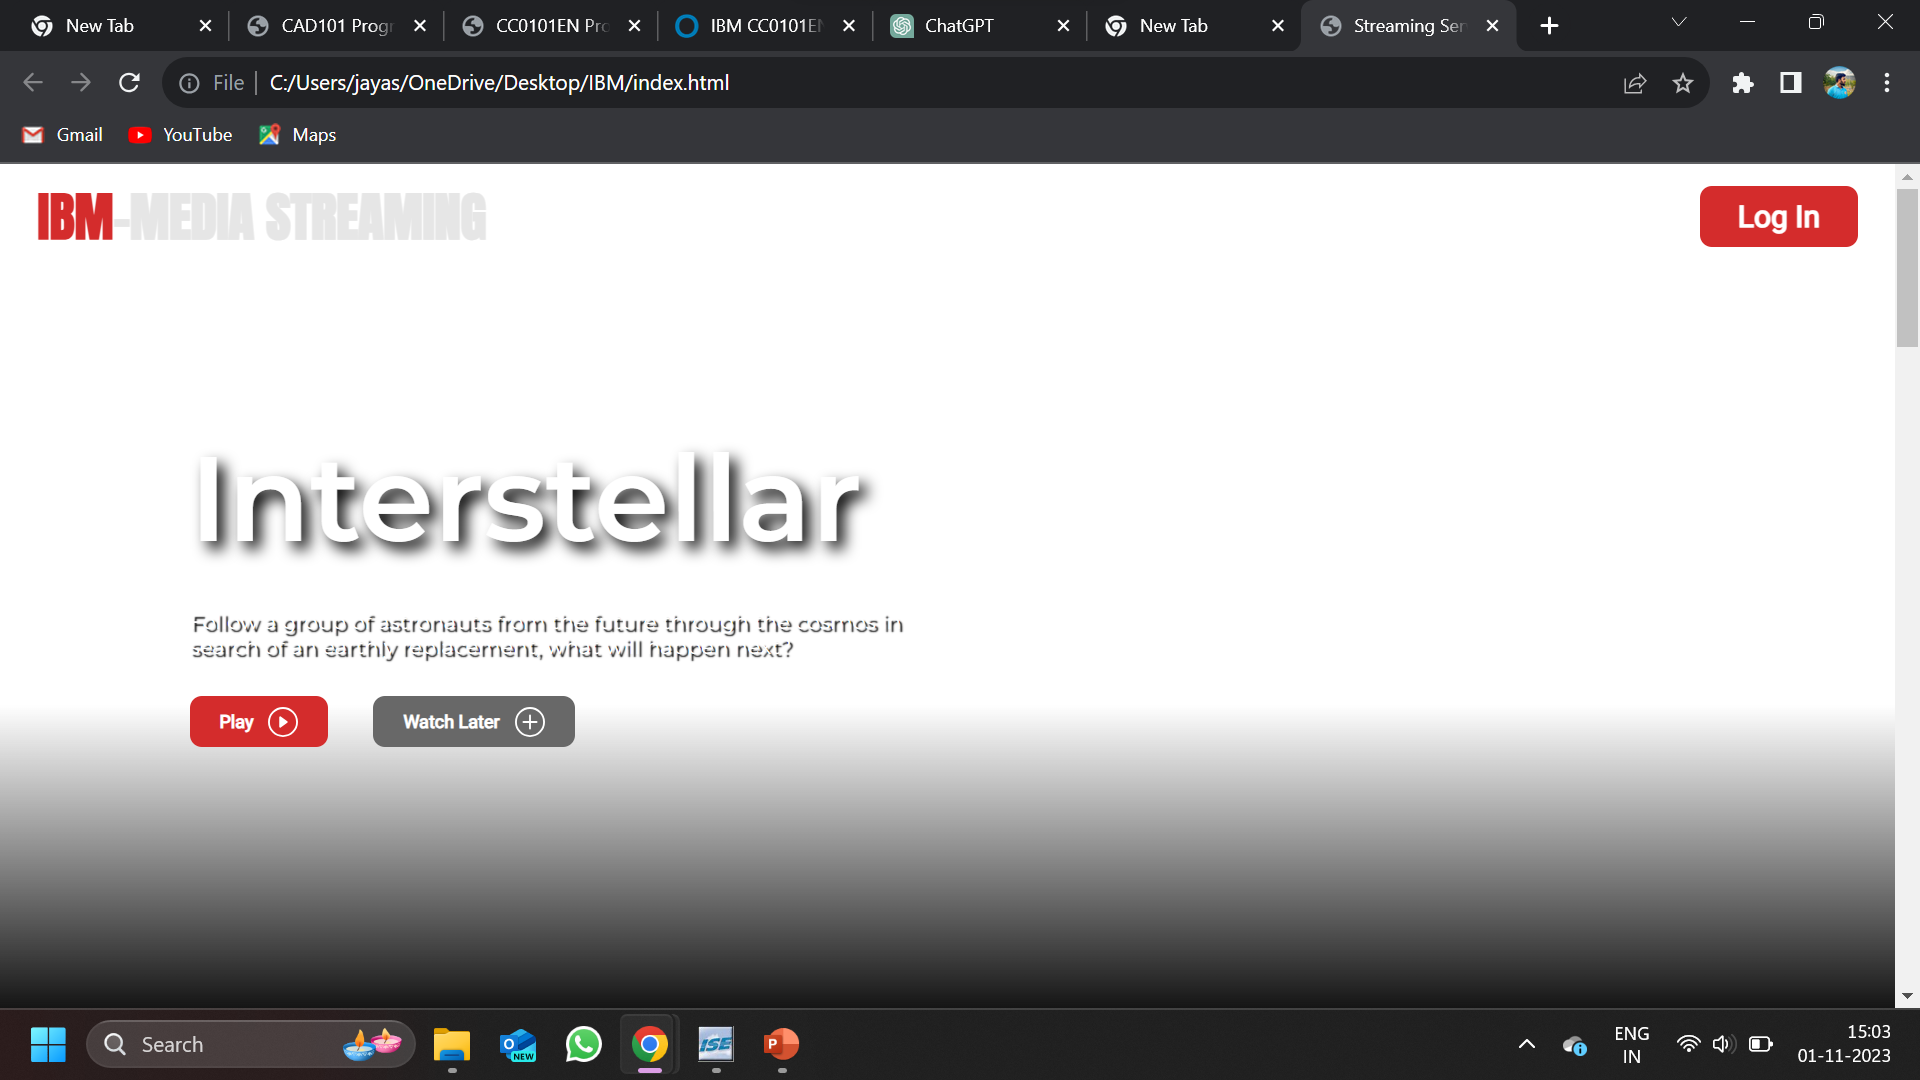 New Tab
CAD101 Progr
CC0101EN Pro
IBM CC0101EN
ChatGPT
New Tab
Streaming Ser
File
C:/Users/jayas/OneDrive/Desktop/IBM/index.html
Gmail
YouTube
Maps
IBM-MEDIA STREAMING
Log In
Interstellar
Follow a group of astronauts from the future through the cosmos in
search of an earthly replacement, what will happen next?
Play
Watch Later
Search
NEW
ISE
ENG
IN
15:03
01-11-2023